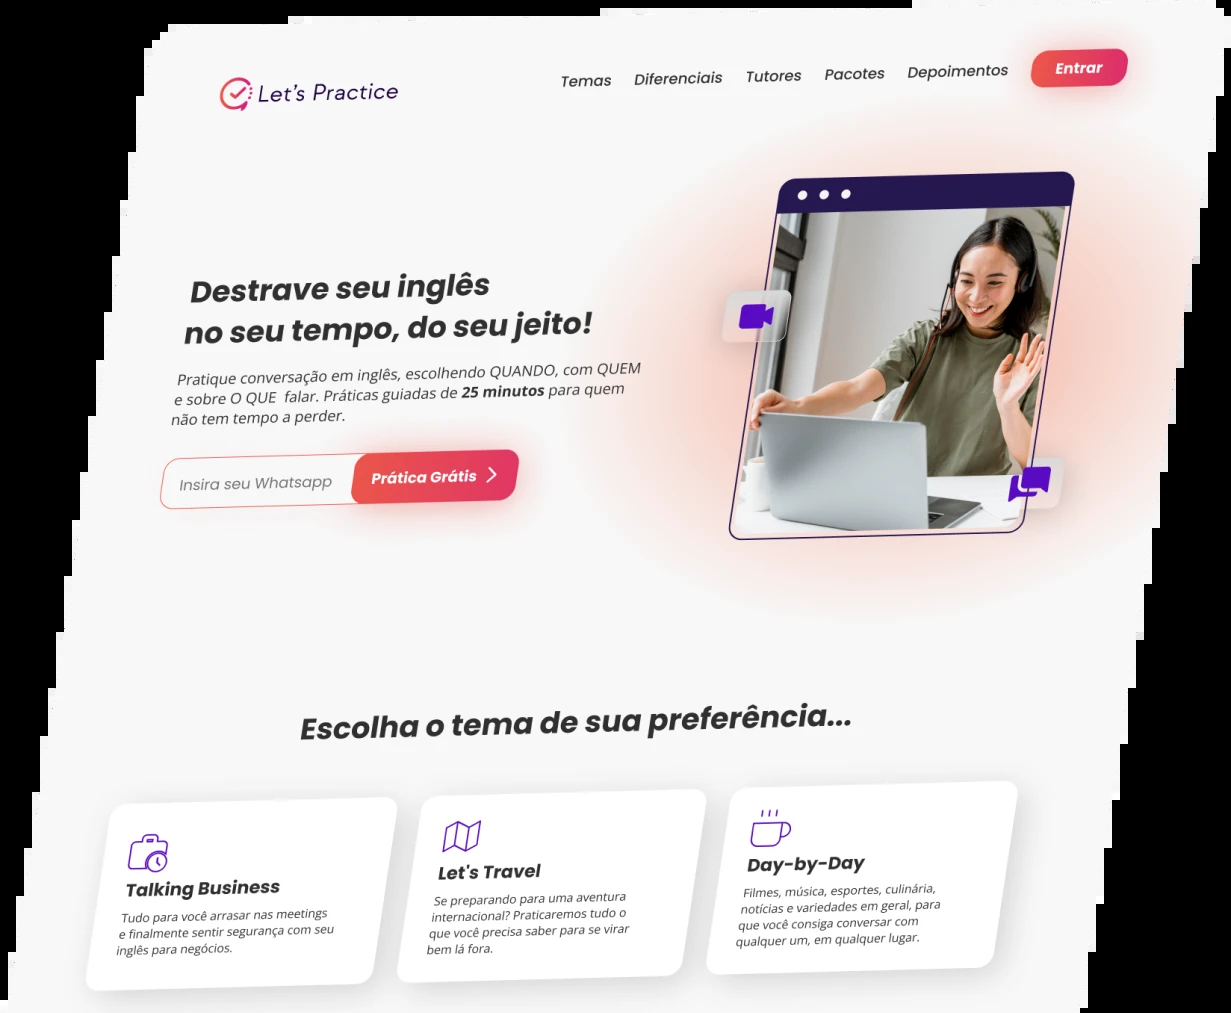 Let's Practice
Temas Diferenciais Tutores Pacotes Depoimentos Entrar
Destrave seu inglês
no seu tempo, do seu jeito!
Pratique conversação em inglês, escolhendo QUANDO, com QUEM
e sobre O QUE falar. Práticas guiadas de 25 minutos para quem
não tem tempo a perder.
Insira seu Whatsapp Prática Grátis
Escolha o tema de sua preferência...
Talking Business
Tudo para você arrasar nas meetings
e finalmente sentir segurança com seu
inglês para negócios.
Let's Travel
Se preparando para uma aventura
internacional? Praticaremos tudo o
que você precisa saber para se virar
bem lá fora.
Day-by-Day
Filmes, música, esportes, culinária,
notícias e variedades em geral, para
que você consiga conversar com
qualquer um, em qualquer lugar.